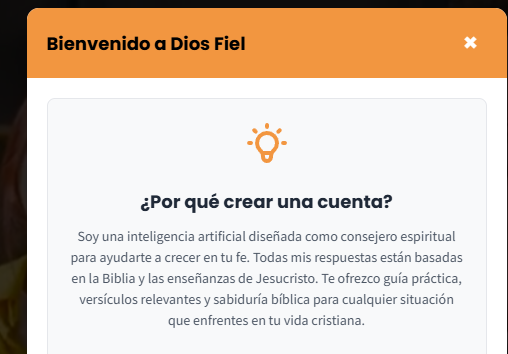 Bienvenido a Dios Fiel
¿Por qué crear una cuenta?
Soy una inteligencia artificial diseñada como consejero espiritual
para ayudarte a crecer en tu fe. Todas mis respuestas están basadas
en la Biblia y las enseñanzas de Jesucristo. Te ofrezco guía práctica,
versículos relevantes y sabiduría bíblica para cualquier situación
que enfrentes en tu vida cristiana.